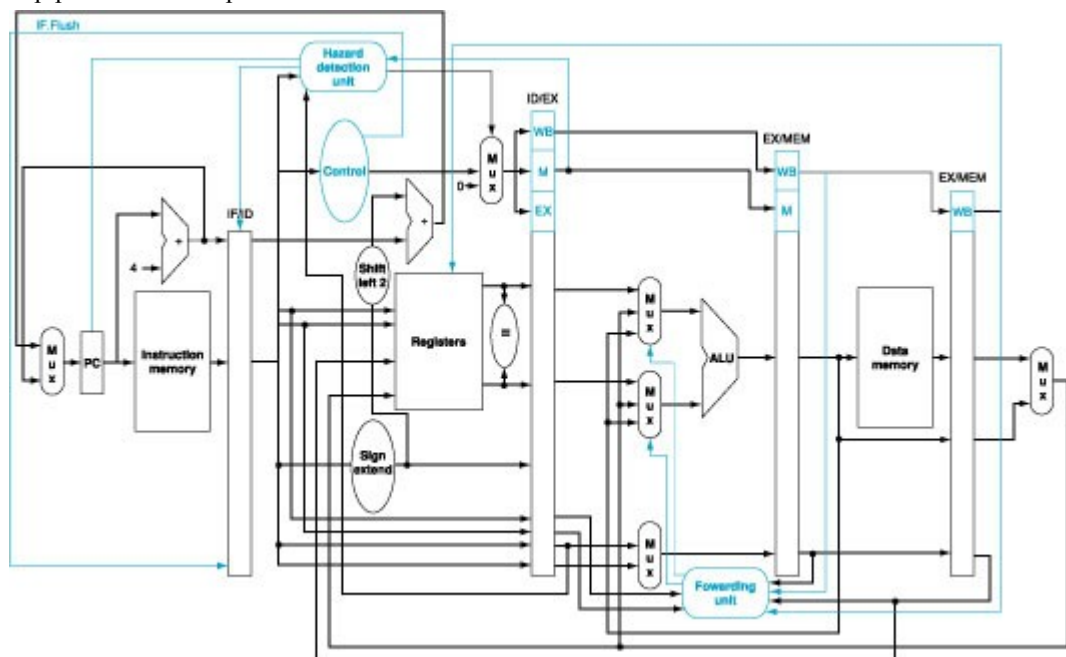 IF.Flush
Hazard
detection
unit
ID/EX
WB
M
EX
EX/MEM
WB
M
EX/MEM
WB
Control
0
M
u
x
IF/ID
+
4
+
Shift
left 2
M
u
x
PC
Instruction
memory
Registers
=
Sign
extend
M
u
x
M
u
x
M
u
x
ALU
Data
memory
M
u
x
Fowarding
unit